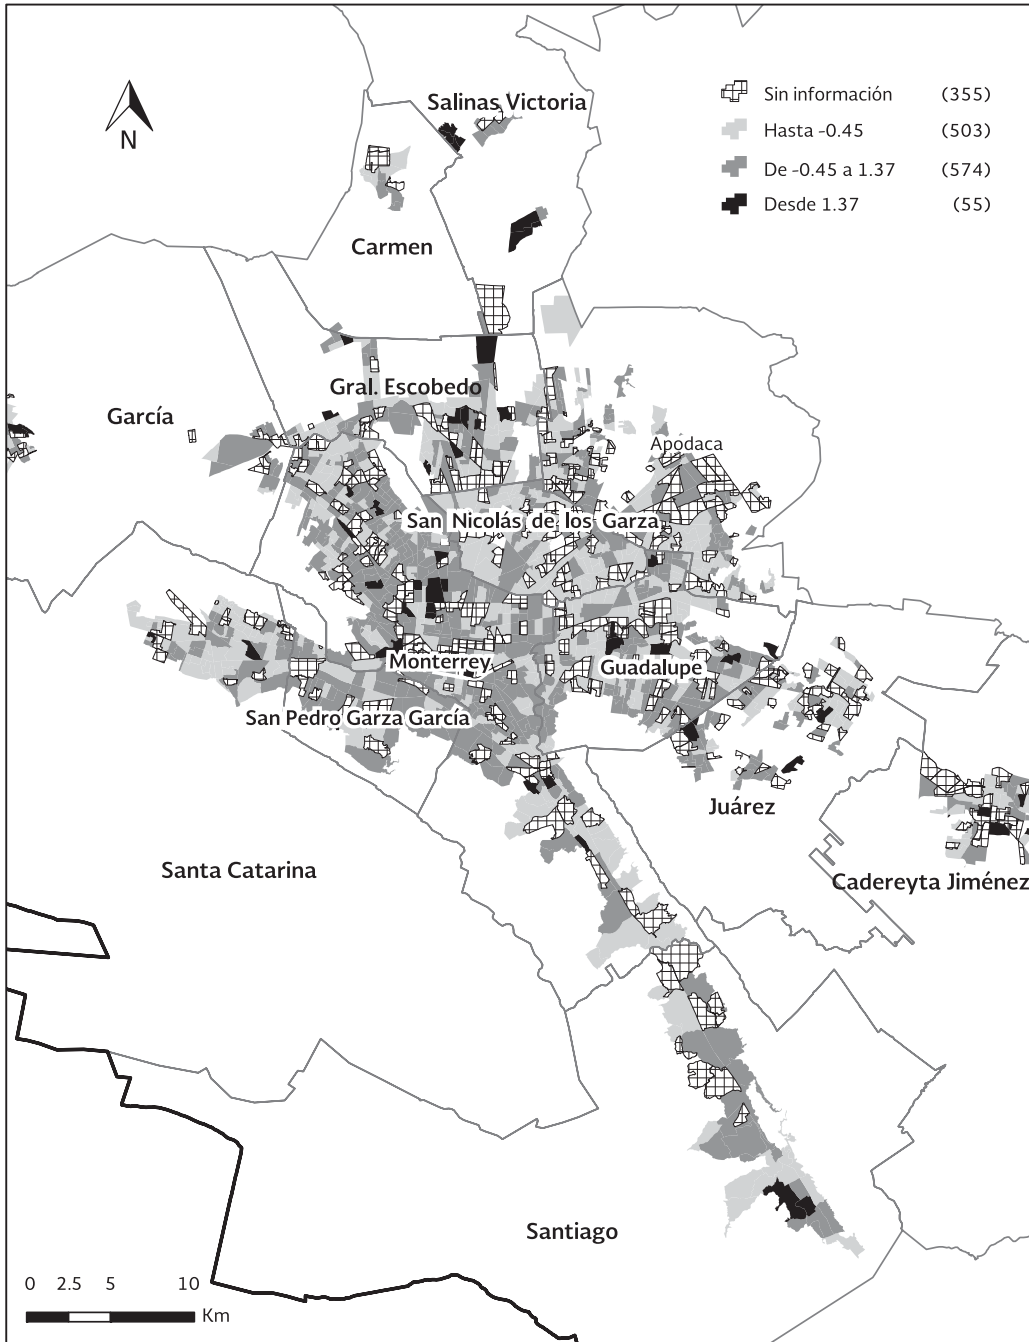 Salinas Victoria
Sin información (355)
Hasta -0.45 (503)
De -0.45 a 1.37 (574)
Desde 1.37 (55)
N
Carmen
Gral. Escobedo
García
Apodaca
San Nicolás de los Garza
Monterrey
Guadalupe
San Pedro Garza García
Juárez
Santa Catarina
Cadereyta Jiménez
Santiago
0 2.5 5 10
Km